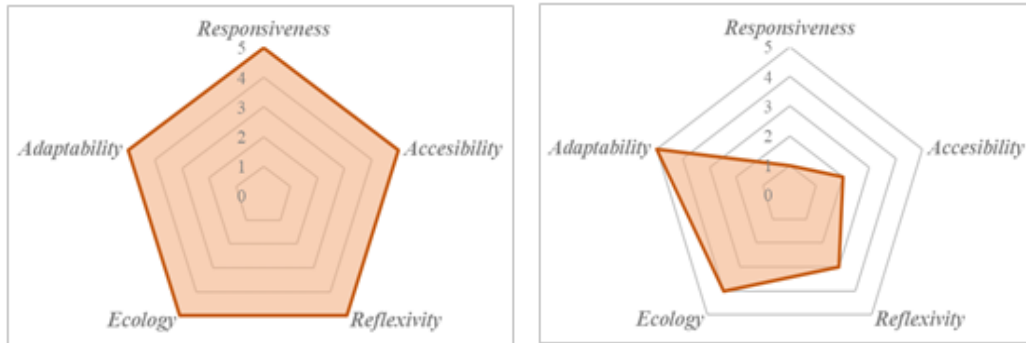 Responsiveness
5
4
3
2
1
0
Adaptability
Accesibility
Ecology
Reflexivity
Responsiveness
5
4
3
2
1
0
Adaptability
Accesibility
Ecology
Reflexivity